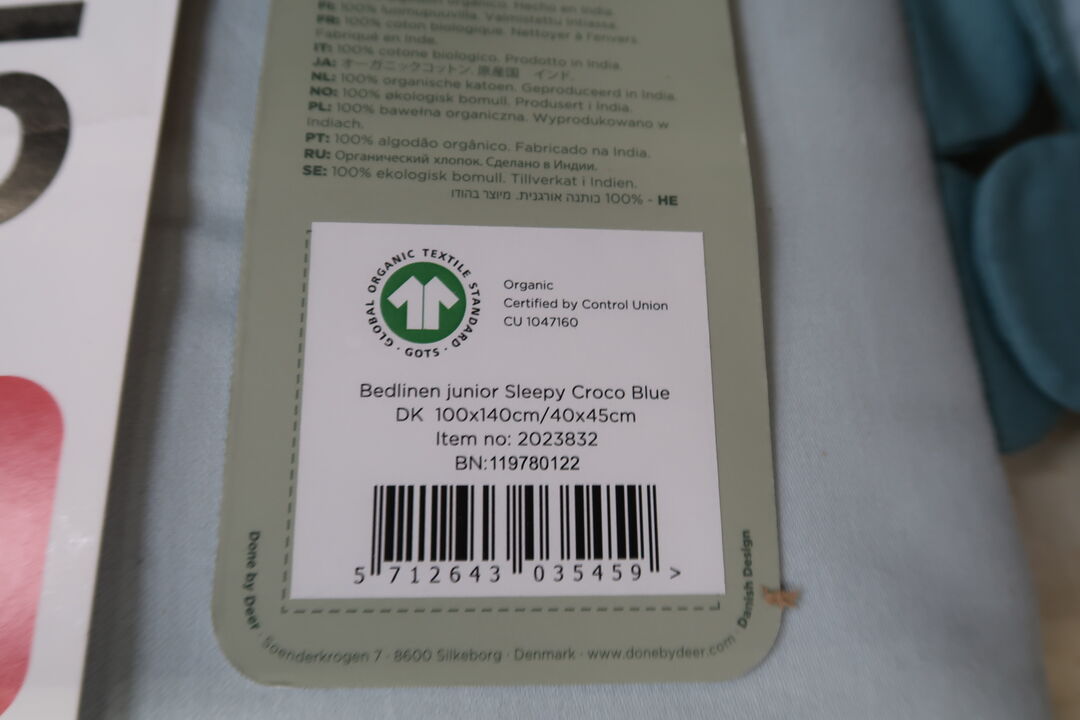 orgánico. Hecho en India.
FI: 100% luomupuuvilla. Valmistettu Intiassa.
FR: 100% coton biologique. Nettoyer à l'envers.
Fabriqué en Inde.
IT: 100% cotone biologico. Prodotto in India.
JA: オーガニックコットン. 原産国 インド.
NL: 100% organische katoen. Geproduceerd in India.
NO: 100% økologisk bomull. Produsert i India.
PL: 100% bawełna organiczna. Wyprodukowano w
Indiach.
PT: 100% algodão orgânico. Fabricado na India.
RU: Органический хлопок. Сделано в Индии.
SE: 100% ekologisk bomull. Tillverkat i Indien.
HE - 100% כותנה אורגנית. מיוצר בהודו
GLOBAL ORGANIC TEXTILE STANDARD · GOTS ·
Organic
Certified by Control Union
CU 1047160
Bedlinen junior Sleepy Croco Blue
DK 100x140cm/40x45cm
Item no: 2023832
BN:119780122
5 712643 035459 >
Done by Deer · Soenderkrogen 7 · 8600 Silkeborg · Denmark · www.donebydeer.com · Danish Design